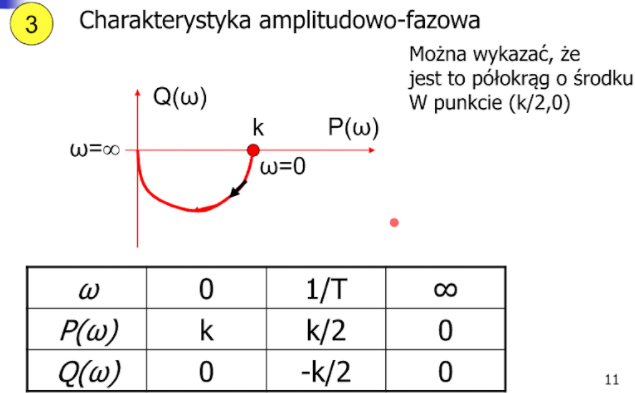 3
Charakterystyka amplitudowo-fazowa
Można wykazać, że
jest to półokrąg o środku
W punkcie (k/2,0)
Q(ω)
k
P(ω)
ω=∞
ω=0
ω 0 1/T ∞
P(ω) k k/2 0
Q(ω) 0 -k/2 0
11